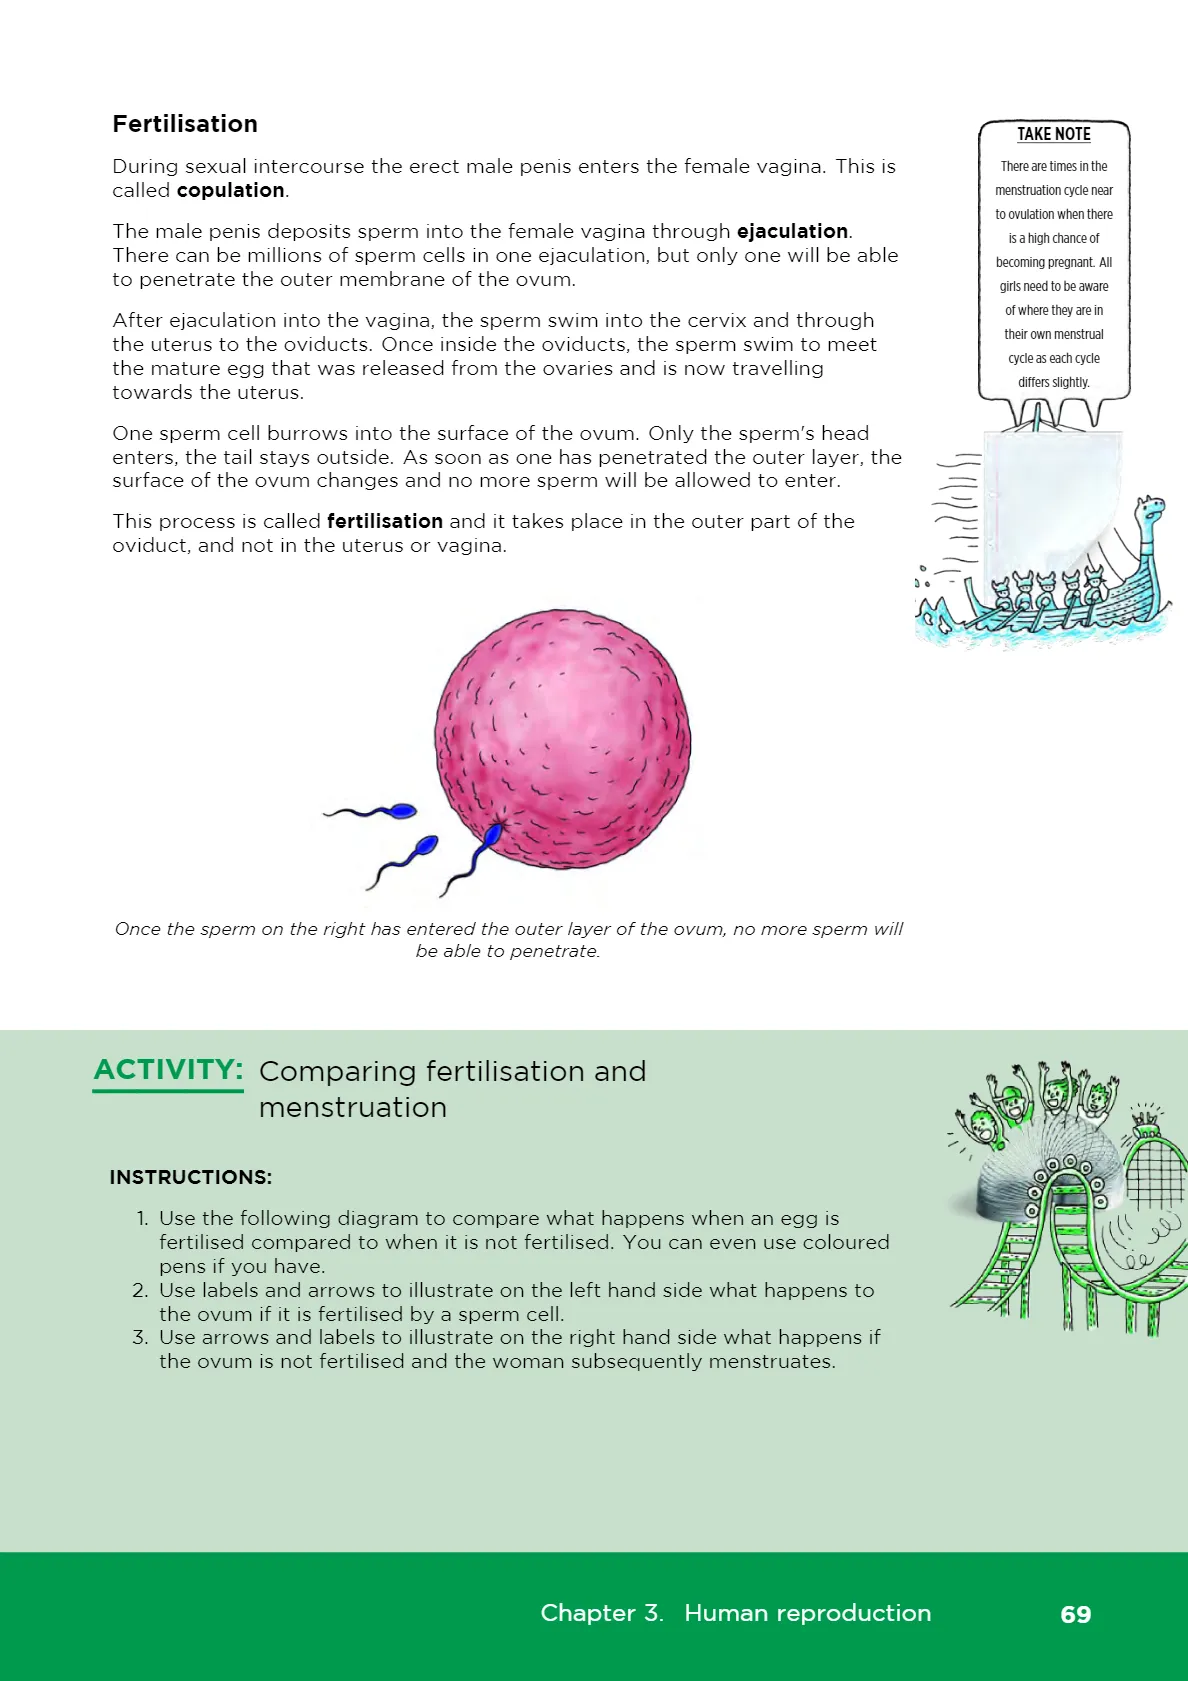 Fertilisation
During sexual intercourse the erect male penis enters the female vagina. This is
called copulation.
The male penis deposits sperm into the female vagina through ejaculation.
There can be millions of sperm cells in one ejaculation, but only one will be able
to penetrate the outer membrane of the ovum.
After ejaculation into the vagina, the sperm swim into the cervix and through
the uterus to the oviducts. Once inside the oviducts, the sperm swim to meet
the mature egg that was released from the ovaries and is now travelling
towards the uterus.
One sperm cell burrows into the surface of the ovum. Only the sperm's head
enters, the tail stays outside. As soon as one has penetrated the outer layer, the
surface of the ovum changes and no more sperm will be allowed to enter.
This process is called fertilisation and it takes place in the outer part of the
oviduct, and not in the uterus or vagina.
TAKE NOTE
There are times in the
menstruation cycle near
to ovulation when there
is a high chance of
becoming pregnant. All
girls need to be aware
of where they are in
their own menstrual
cycle as each cycle
differs slightly.
Once the sperm on the right has entered the outer layer of the ovum, no more sperm will
be able to penetrate.
ACTIVITY: Comparing fertilisation and
menstruation
INSTRUCTIONS:
1. Use the following diagram to compare what happens when an egg is
fertilised compared to when it is not fertilised. You can even use coloured
pens if you have.
2. Use labels and arrows to illustrate on the left hand side what happens to
the ovum if it is fertilised by a sperm cell.
3. Use arrows and labels to illustrate on the right hand side what happens if
the ovum is not fertilised and the woman subsequently menstruates.
Chapter 3. Human reproduction 69